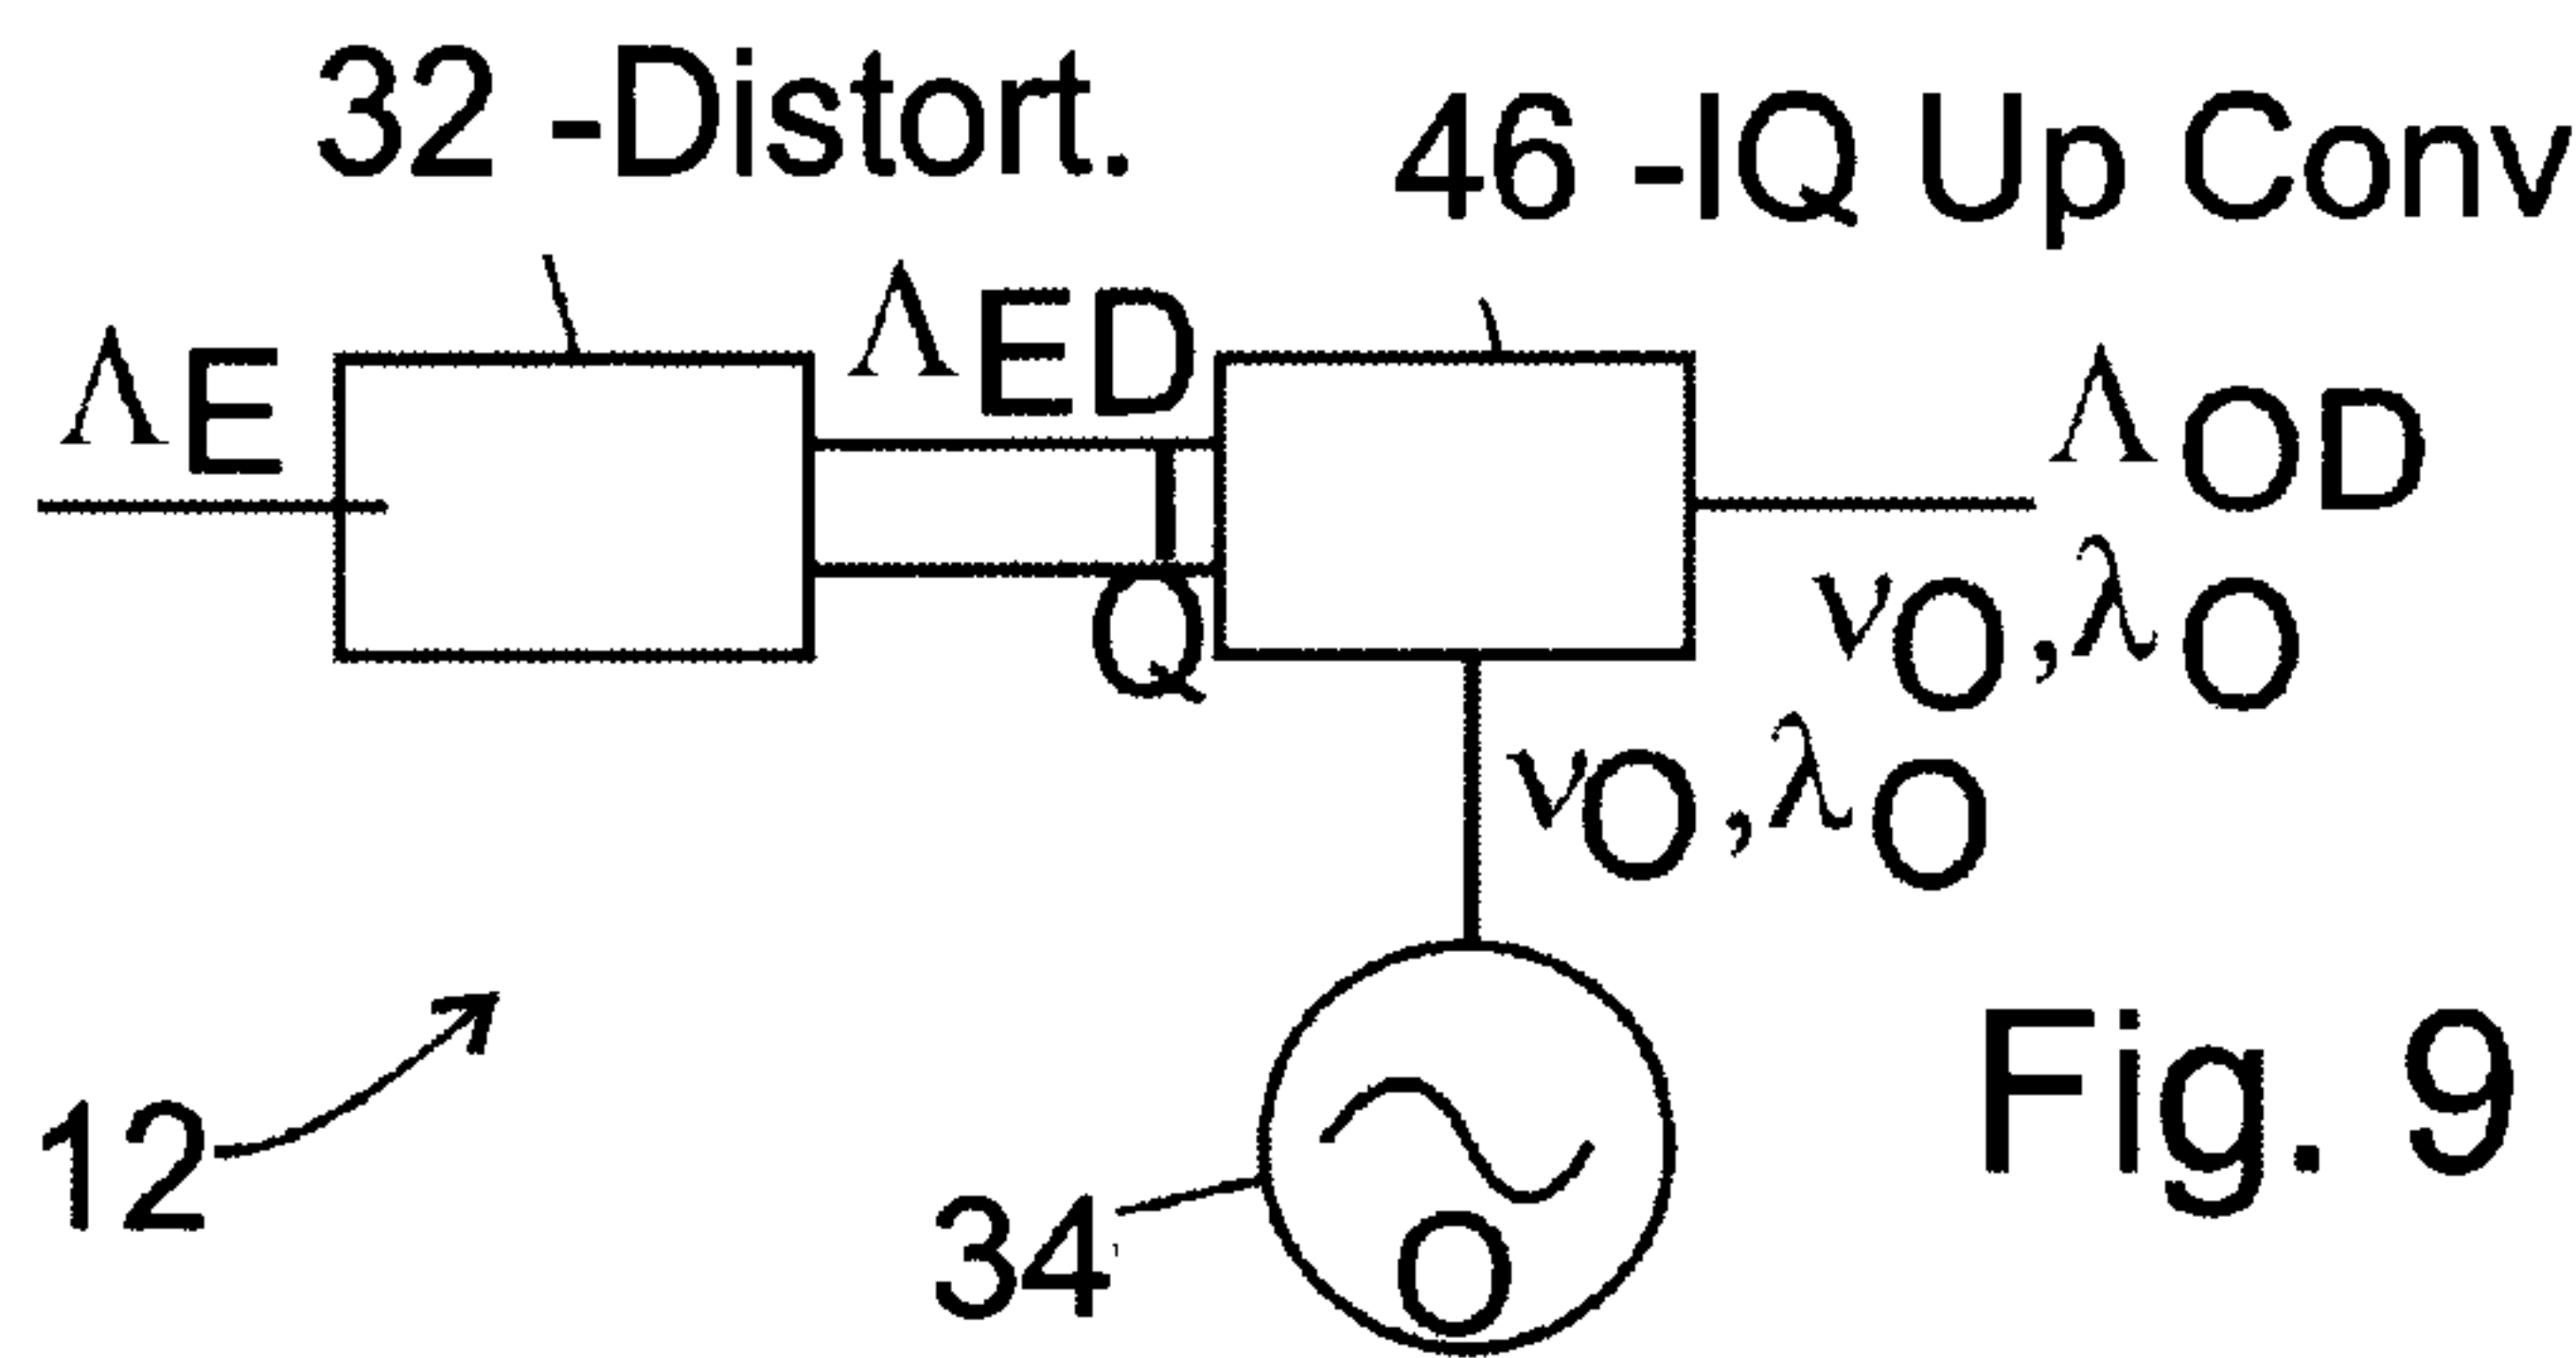 32 -Distort.
46 -IQ Up Conv
ΛE
ΛED
ΛOD
I
Q
νO,λO
νO,λO
12
34
O
Fig. 9